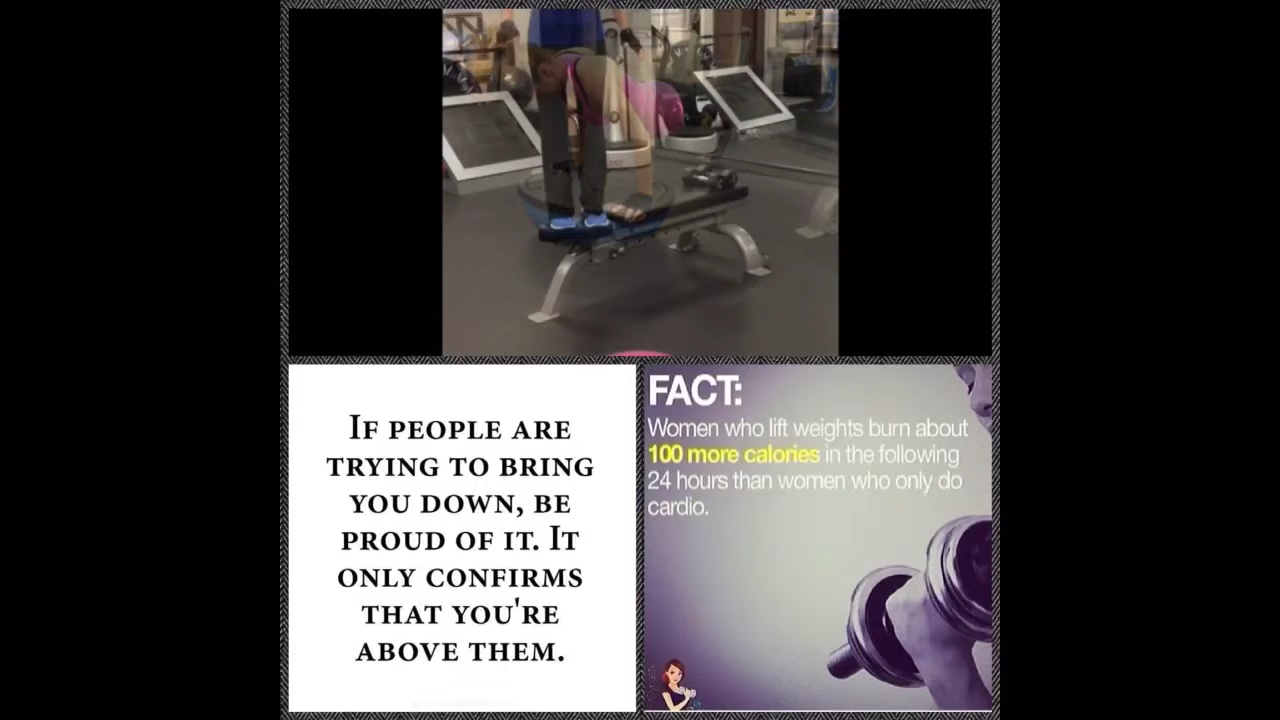 If people are
trying to bring
you down, be
proud of it. It
only confirms
that you're
above them.
FACT:
Women who lift weights burn about
100 more calories in the following
24 hours than women who only do
cardio.